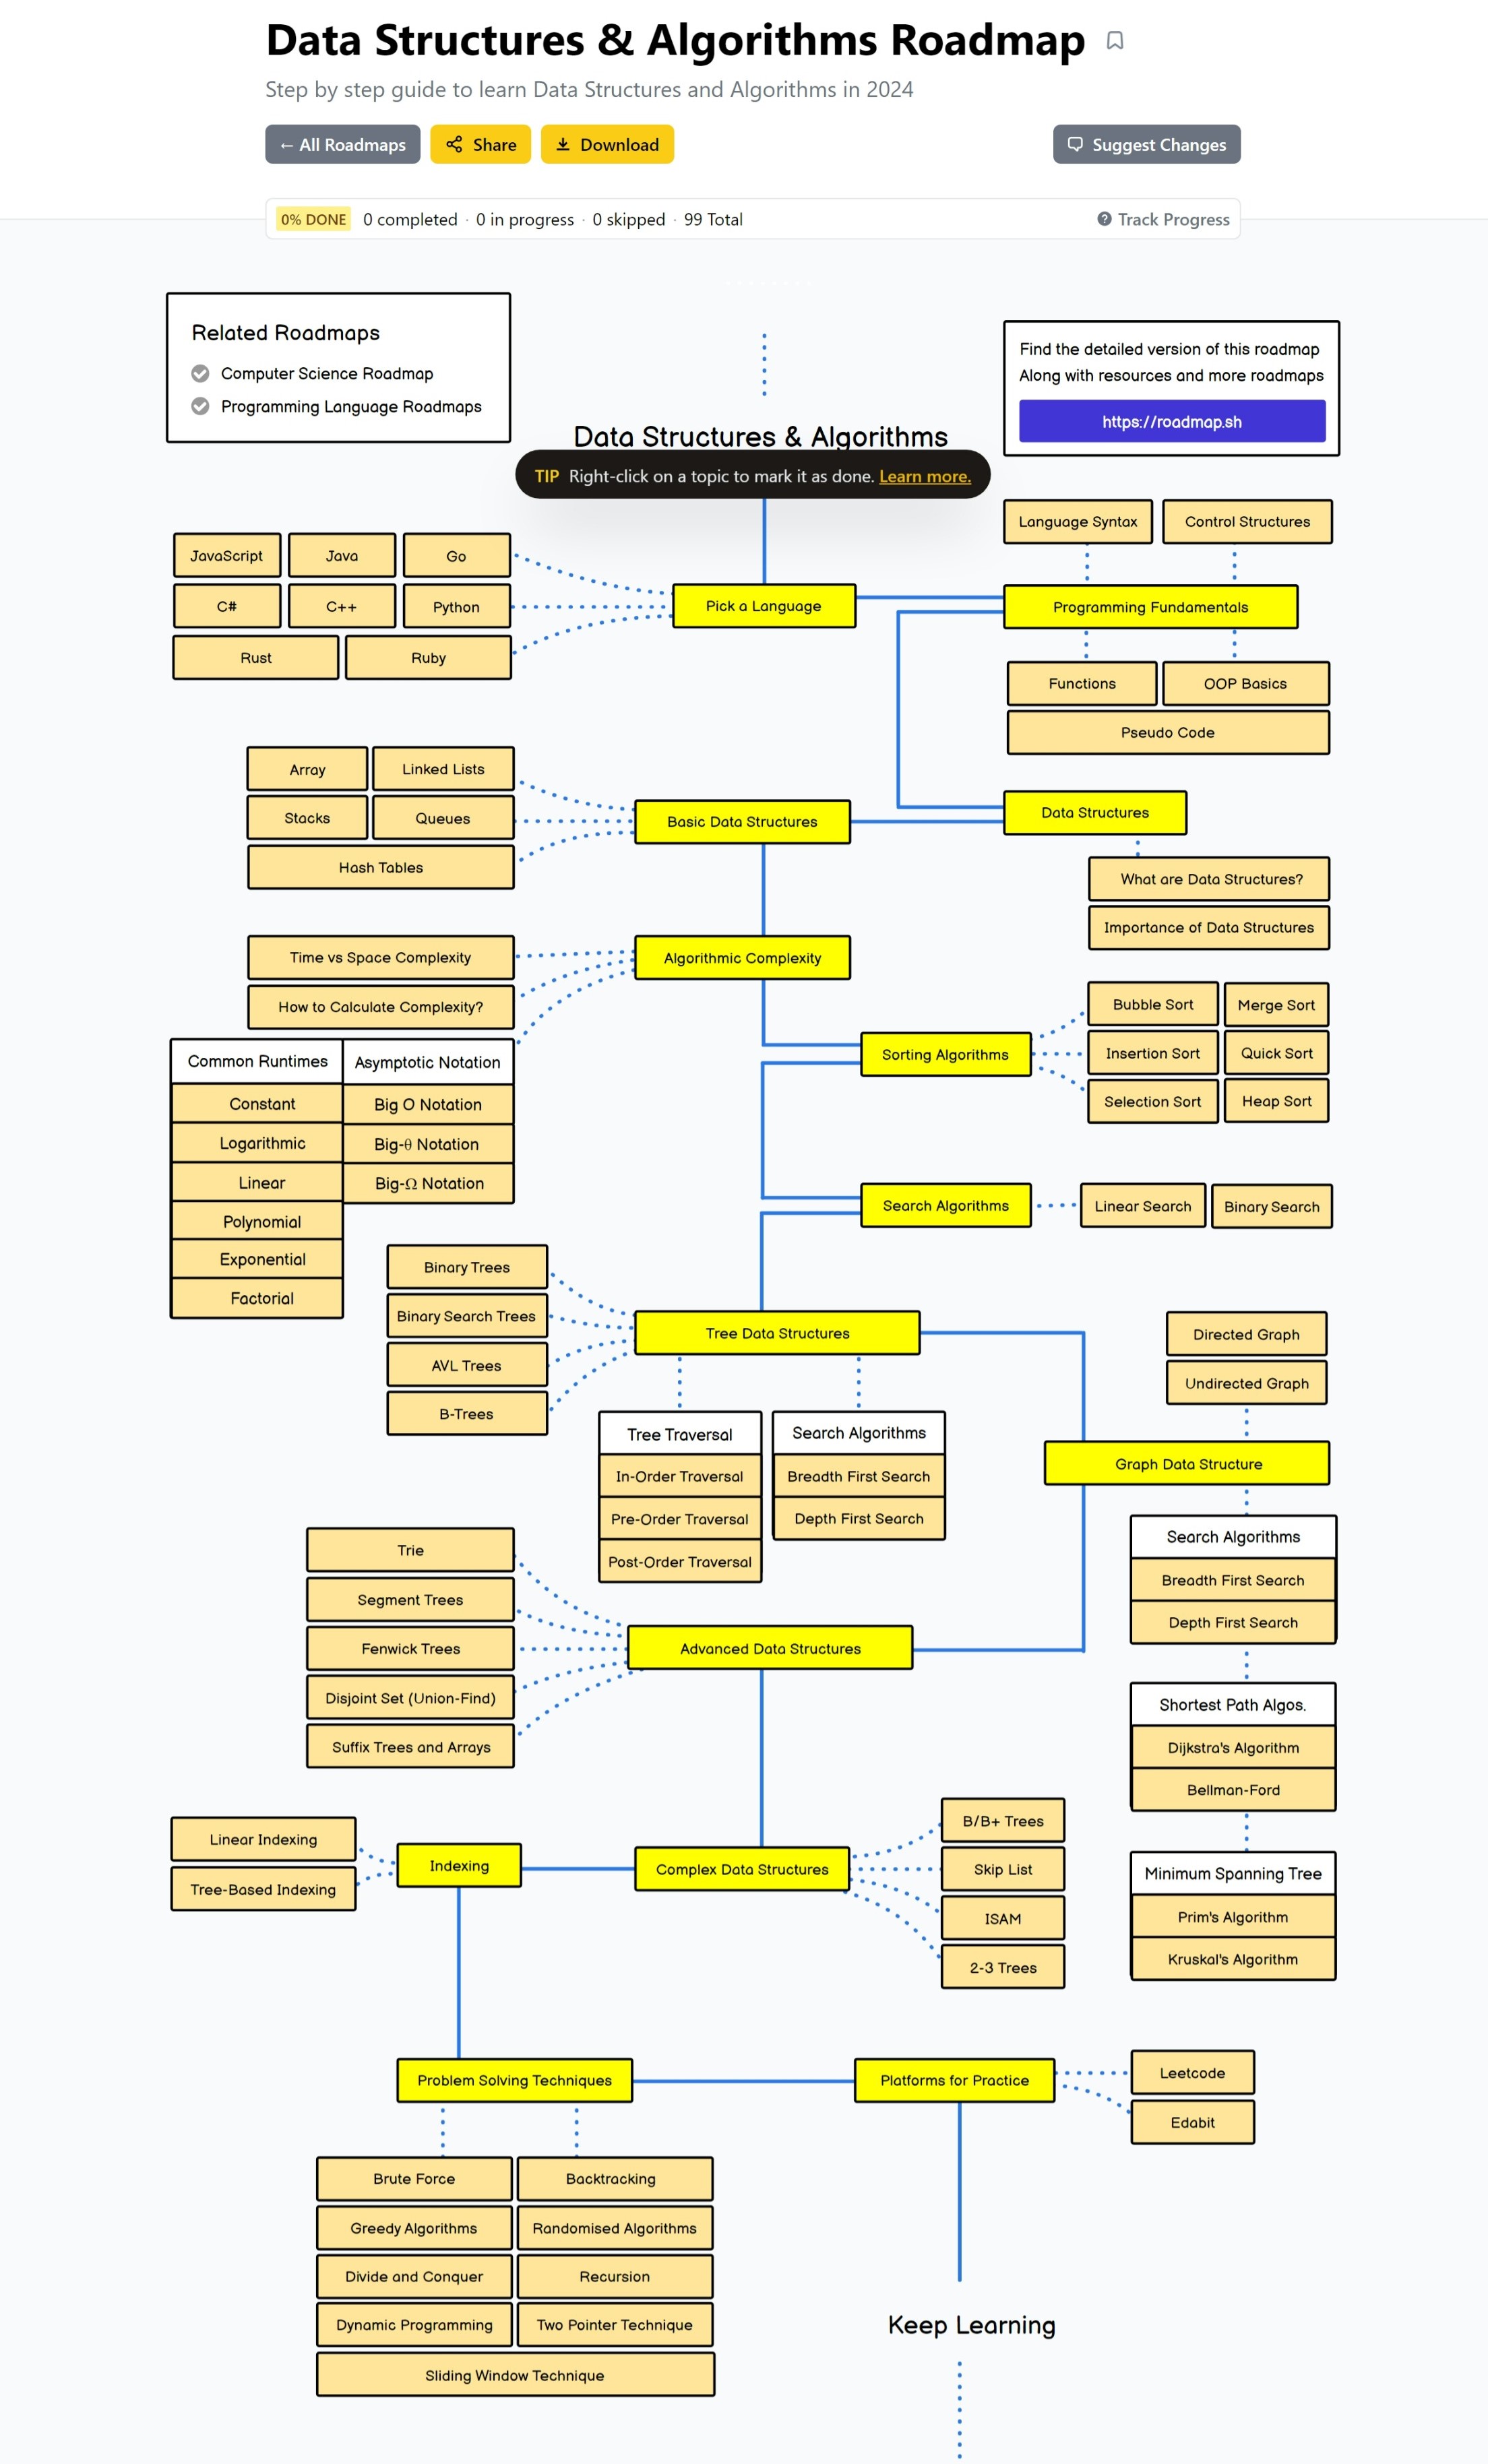 Data Structures & Algorithms Roadmap
Step by step guide to learn Data Structures and Algorithms in 2024
← All Roadmaps
Share
Download
Suggest Changes
0% DONE 0 completed · 0 in progress · 0 skipped · 99 Total
Track Progress
Related Roadmaps
Computer Science Roadmap
Programming Language Roadmaps
Find the detailed version of this roadmap
Along with resources and more roadmaps
https://roadmap.sh
Data Structures & Algorithms
TIP Right-click on a topic to mark it as done. Learn more.
Language Syntax
Control Structures
JavaScript
Java
Go
C#
C++
Python
Rust
Ruby
Pick a Language
Programming Fundamentals
Functions
OOP Basics
Pseudo Code
Array
Linked Lists
Stacks
Queues
Hash Tables
Basic Data Structures
Data Structures
What are Data Structures?
Importance of Data Structures
Time vs Space Complexity
How to Calculate Complexity?
Algorithmic Complexity
Common Runtimes
Constant
Logarithmic
Linear
Polynomial
Exponential
Factorial
Asymptotic Notation
Big O Notation
Big-θ Notation
Big-Ω Notation
Sorting Algorithms
Bubble Sort
Merge Sort
Insertion Sort
Quick Sort
Selection Sort
Heap Sort
Search Algorithms
Linear Search
Binary Search
Binary Trees
Binary Search Trees
AVL Trees
B-Trees
Tree Data Structures
Tree Traversal
In-Order Traversal
Pre-Order Traversal
Post-Order Traversal
Search Algorithms
Breadth First Search
Depth First Search
Directed Graph
Undirected Graph
Graph Data Structure
Search Algorithms
Breadth First Search
Depth First Search
Shortest Path Algos.
Dijkstra's Algorithm
Bellman-Ford
Minimum Spanning Tree
Prim's Algorithm
Kruskal's Algorithm
Trie
Segment Trees
Fenwick Trees
Disjoint Set (Union-Find)
Suffix Trees and Arrays
Advanced Data Structures
Linear Indexing
Tree-Based Indexing
Indexing
Complex Data Structures
B/B+ Trees
Skip List
ISAM
2-3 Trees
Problem Solving Techniques
Platforms for Practice
Leetcode
Edabit
Brute Force
Backtracking
Greedy Algorithms
Randomised Algorithms
Divide and Conquer
Recursion
Dynamic Programming
Two Pointer Technique
Sliding Window Technique
Keep Learning